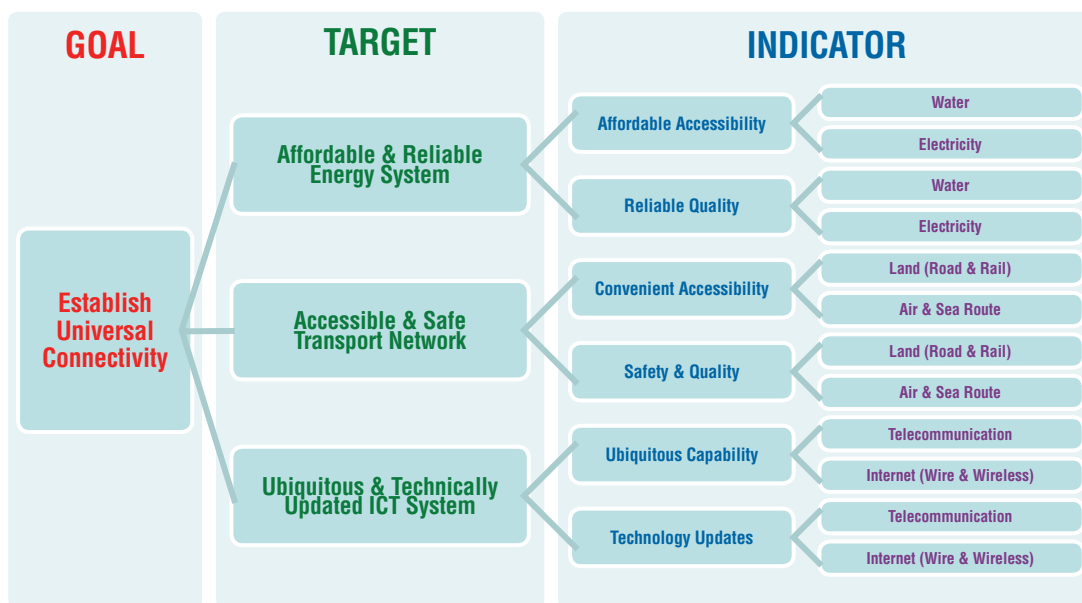 GOAL
TARGET
INDICATOR
Establish
Universal
Connectivity
Affordable & Reliable
Energy System
Affordable Accessibility
Water
Electricity
Reliable Quality
Water
Electricity
Accessible & Safe
Transport Network
Convenient Accessibility
Land (Road & Rail)
Air & Sea Route
Safety & Quality
Land (Road & Rail)
Air & Sea Route
Ubiquitous & Technically
Updated ICT System
Ubiquitous Capability
Telecommunication
Internet (Wire & Wireless)
Technology Updates
Telecommunication
Internet (Wire & Wireless)